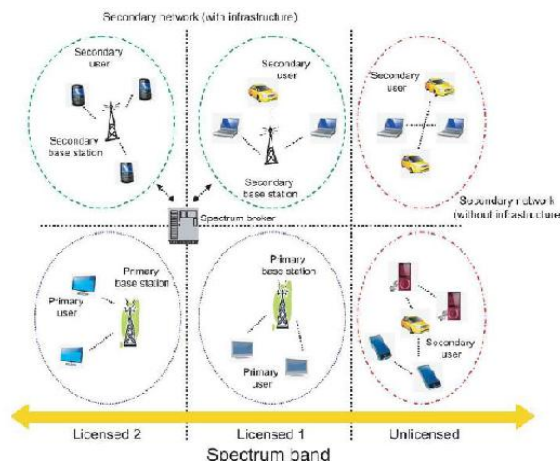 Secondary network (with infrastructure)
Secondary
user
Secondary
base station
Secondary
user
Secondary
base station
Secondary
user
Spectrum broker
Secondary network
(without infrastructure
Primary
base station
Primary
user
Primary
base station
Primary
user
Secondary
user
Licensed 2
Licensed 1
Unlicensed
Spectrum band